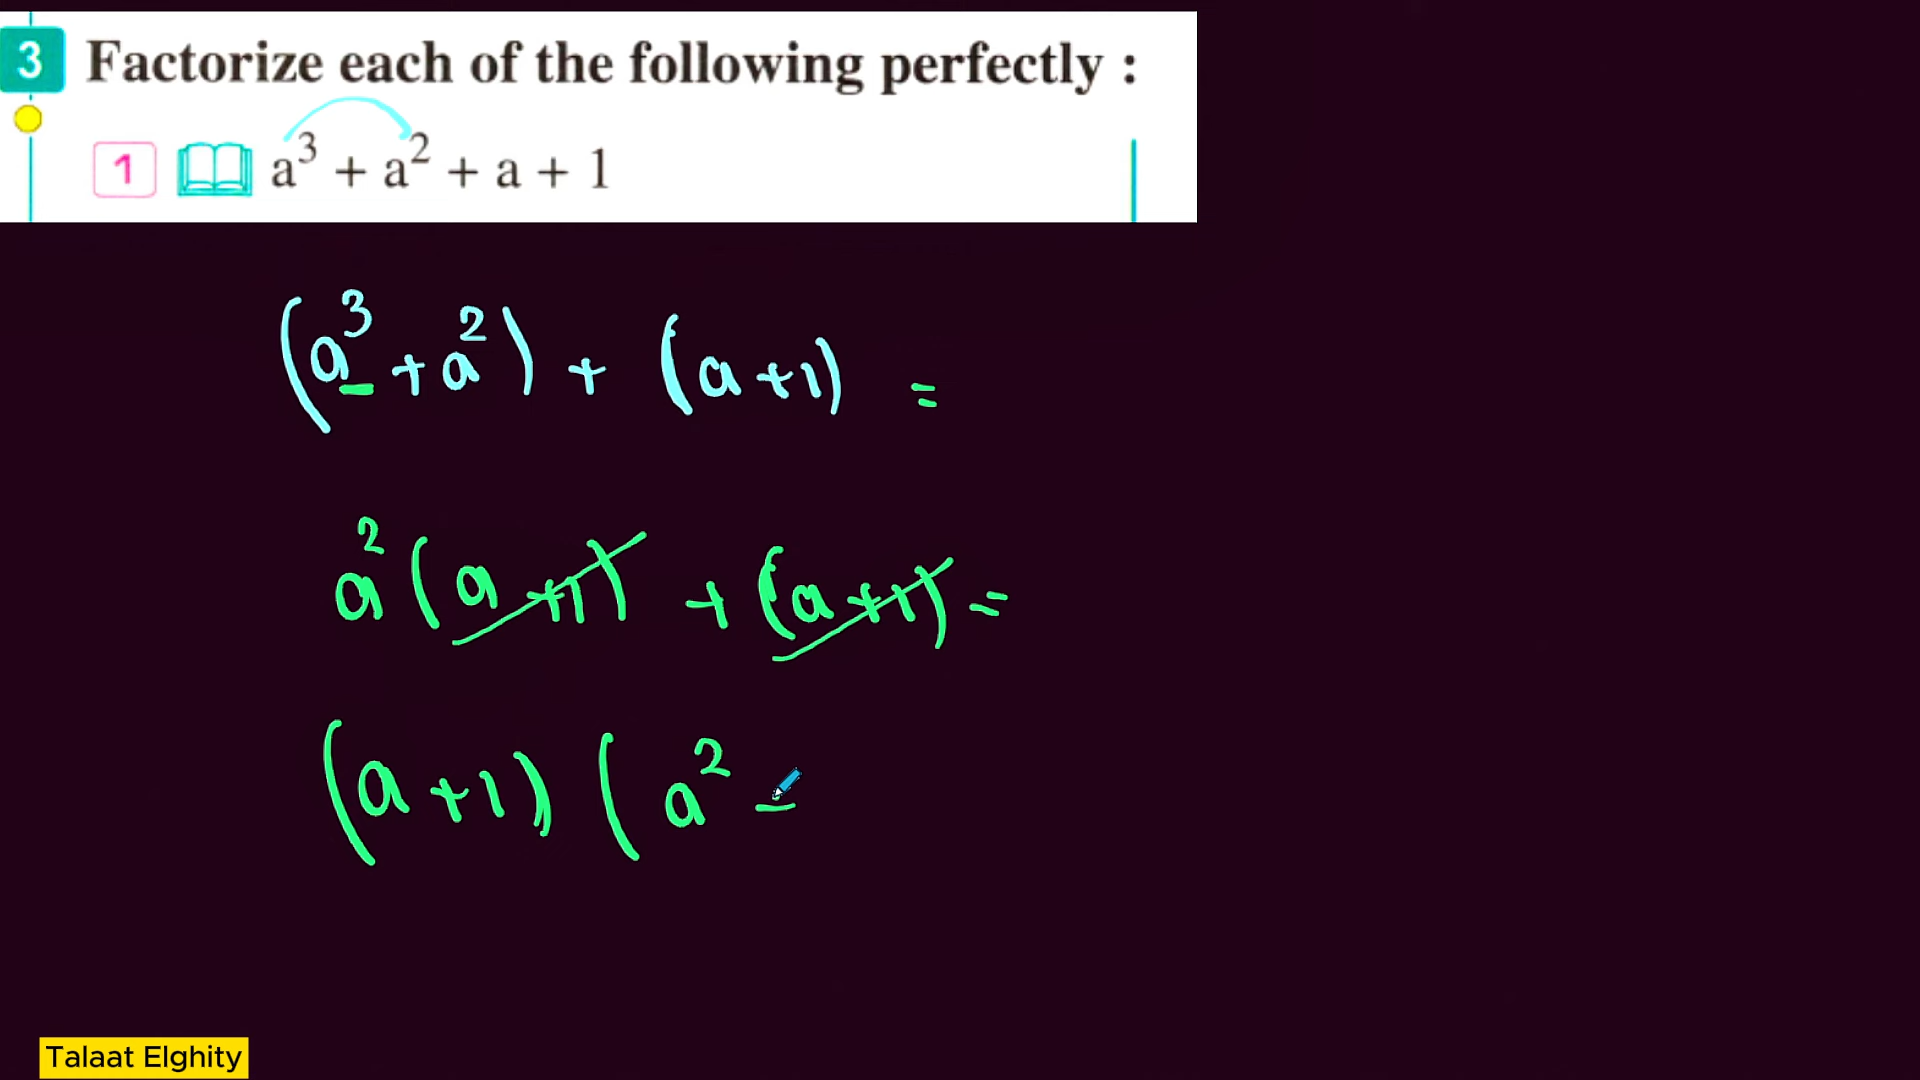 3 Factorize each of the following perfectly :
1 a³ + a² + a + 1
(a³ + a²) + (a + 1) =
a² (a + 1) + (a + 1) =
(a + 1) (a² -
Talaat Elghity